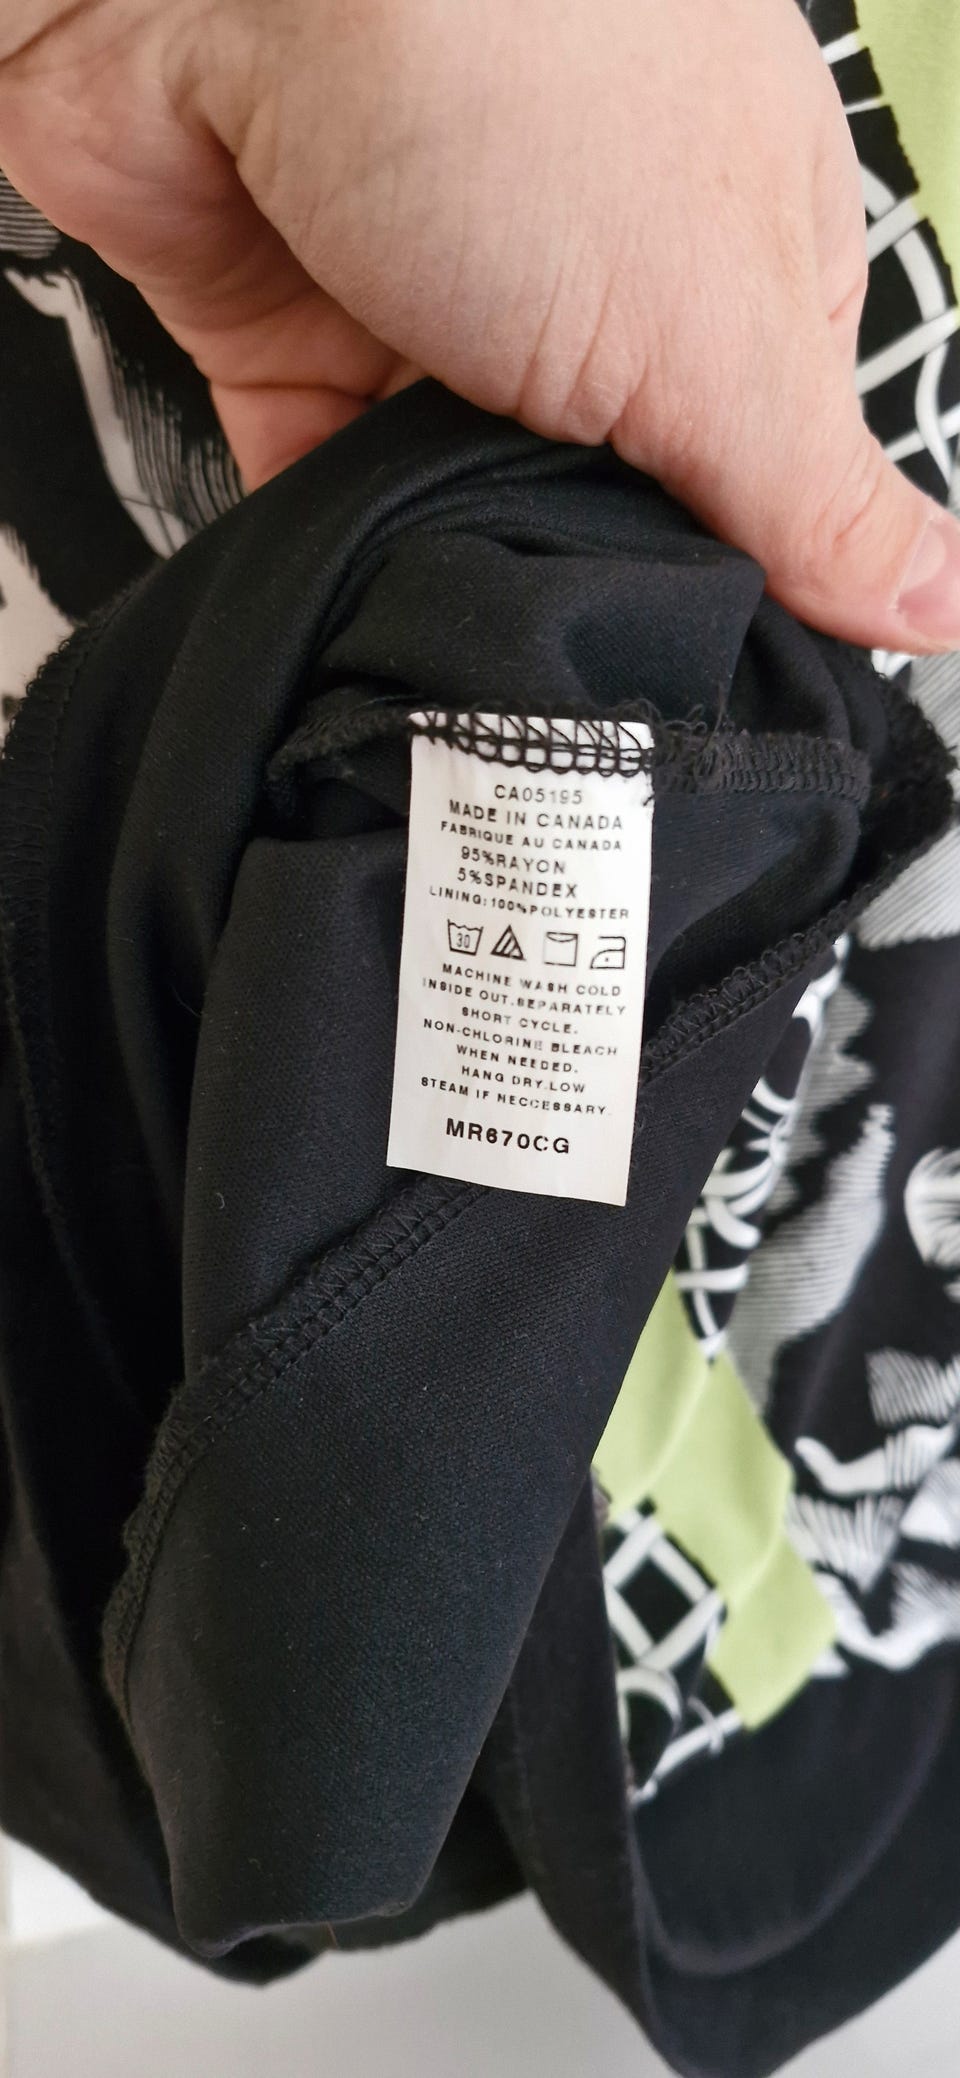 CA05195
MADE IN CANADA
FABRIQUE AU CANADA
95%RAYON
5%SPANDEX
LINING:100%POLYESTER
30
MACHINE WASH COLD
INSIDE OUT.SEPARATELY
SHORT CYCLE.
NON-CHLORINE BLEACH
WHEN NEEDED.
HANG DRY.LOW
STEAM IF NECCESSARY.
MR670CG